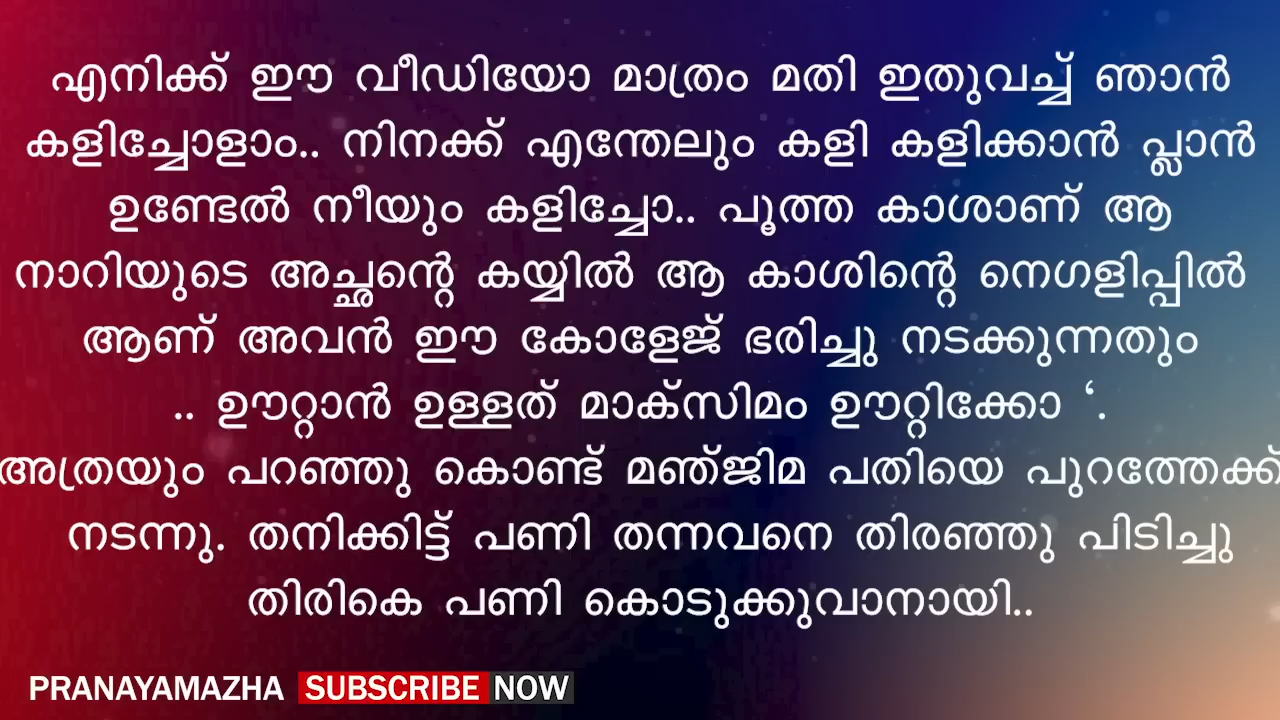 എനിക്ക് ഈ വീഡിയോ മാത്രം മതി ഇതുവച്ച് ഞാൻ
കളിച്ചോളാം.. നിനക്ക് എന്തേലും കളി കളിക്കാൻ പ്ലാൻ
ഉണ്ടേൽ നീയും കളിച്ചോ.. പൂത്ത കാശാണ് ആ
നാറിയുടെ അച്ഛന്റെ കയ്യിൽ ആ കാശിന്റെ നെഗളിപ്പിൽ
ആണ് അവൻ ഈ കോളേജ് ഭരിച്ചു നടക്കുന്നതും
.. ഊറ്റാൻ ഉള്ളത് മാക്സിമം ഊറ്റിക്കോ ‘.
അത്രയും പറഞ്ഞു കൊണ്ട് മഞ്ജിമ പതിയെ പുറത്തേക്ക്
നടന്നു. തനിക്കിട്ട് പണി തന്നവനെ തിരഞ്ഞു പിടിച്ചു
തിരികെ പണി കൊടുക്കുവാനായി..
PRANAYAMAZHA SUBSCRIBE NOW